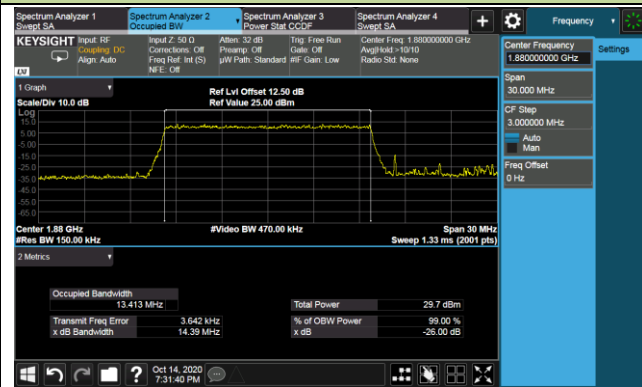 Spectrum Analyzer 1
Swept SA
Spectrum Analyzer 2
Occupied BW
Spectrum Analyzer 3
Power Stat CCDF
Spectrum Analyzer 4
Swept SA
+
Frequency
KEYSIGHT
Input: RF
Coupling: DC
Align: Auto
Input Z: 50 Ω
Corrections: Off
Freq Ref: Int (S)
NFE: Off
Atten: 32 dB
Preamp: Off
µW Path: Standard
Trig: Free Run
Gate: Off
#IF Gain: Low
Center Freq: 1.880000000 GHz
Avg|Hold:>10/10
Radio Std: None
LXI
Center Frequency
1.880000000 GHz
Settings
Span
30.000 MHz
CF Step
3.000000 MHz
Auto
Man
Freq Offset
0 Hz
1 Graph
Scale/Div 10.0 dB
Ref Lvl Offset 12.50 dB
Ref Value 25.00 dBm
Log
15.0
5.00
-5.00
-15.0
-25.0
-35.0
-45.0
-55.0
-65.0
Center 1.88 GHz
#Video BW 470.00 kHz
Span 30 MHz
#Res BW 150.00 kHz
Sweep 1.33 ms (2001 pts)
2 Metrics
Occupied Bandwidth
13.413 MHz
Total Power 29.7 dBm
Transmit Freq Error 3.642 kHz
% of OBW Power 99.00 %
x dB Bandwidth 14.39 MHz
x dB -26.00 dB
?
Oct 14, 2020
7:31:40 PM